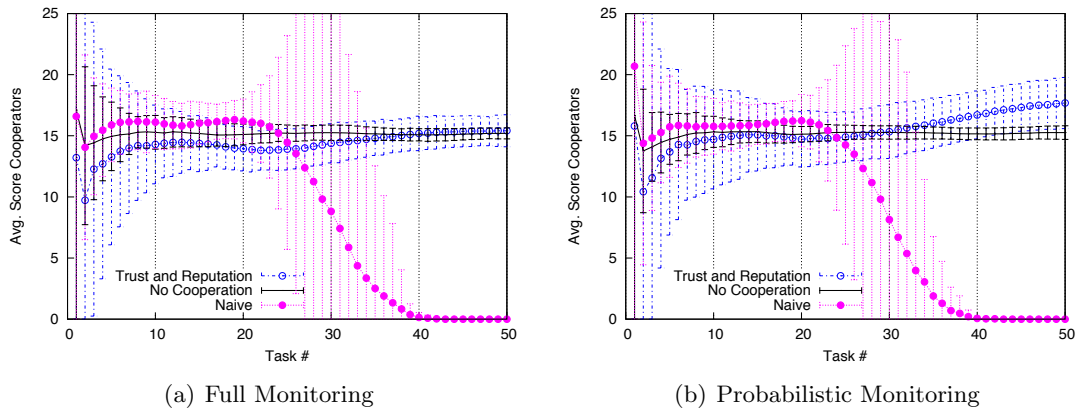 25
20
15
10
5
0
Avg. Score Cooperators
Trust and Reputation
No Cooperation
Naive
0 10 20 30 40 50
Task #
(a) Full Monitoring
25
20
15
10
5
0
Avg. Score Cooperators
Trust and Reputation
No Cooperation
Naive
0 10 20 30 40 50
Task #
(b) Probabilistic Monitoring